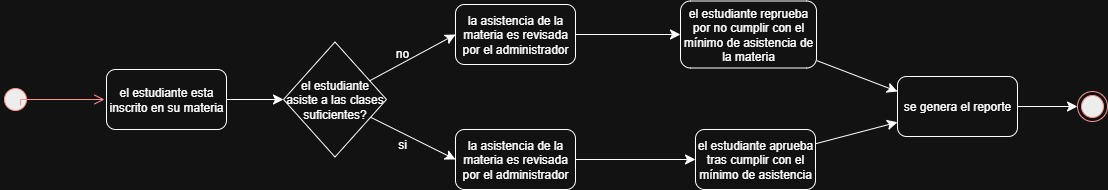 el estudiante esta
inscrito en su materia
el estudiante
asiste a las clases
suficientes?
no
la asistencia de la
materia es revisada
por el administrador
el estudiante reprueba
por no cumplir con el
mínimo de asistencia de
la materia
si
la asistencia de la
materia es revisada
por el administrador
el estudiante aprueba
tras cumplir con el
mínimo de asistencia
se genera el reporte